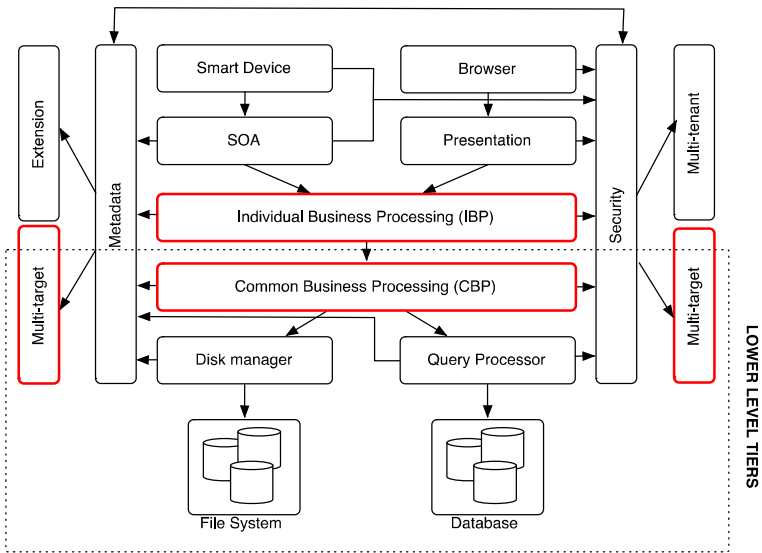 Smart Device
Browser
Extension
Metadata
SOA
Presentation
Security
Multi-tenant
Individual Business Processing (IBP)
Multi-target
Common Business Processing (CBP)
Multi-target
Disk manager
Query Processor
LOWER LEVEL TIERS
File System
Database